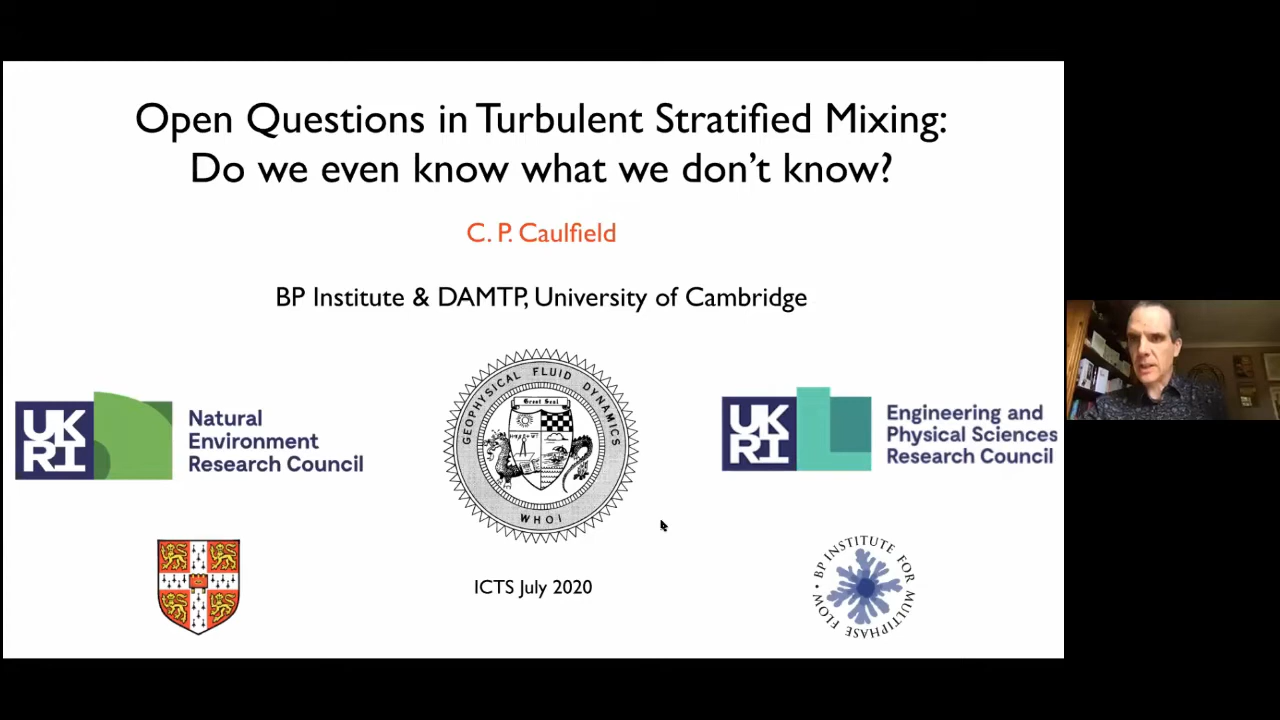 Open Questions in Turbulent Stratified Mixing:
Do we even know what we don't know?
C. P. Caulfield
BP Institute & DAMTP, University of Cambridge
UK
RI
Natural
Environment
Research Council
GEOPHYSICAL FLUID DYNAMICS
Great Seal
WHOI
UK
RI
Engineering and
Physical Sciences
Research Council
ICTS July 2020
BP INSTITUTE FOR MULTIPHASE FLOW